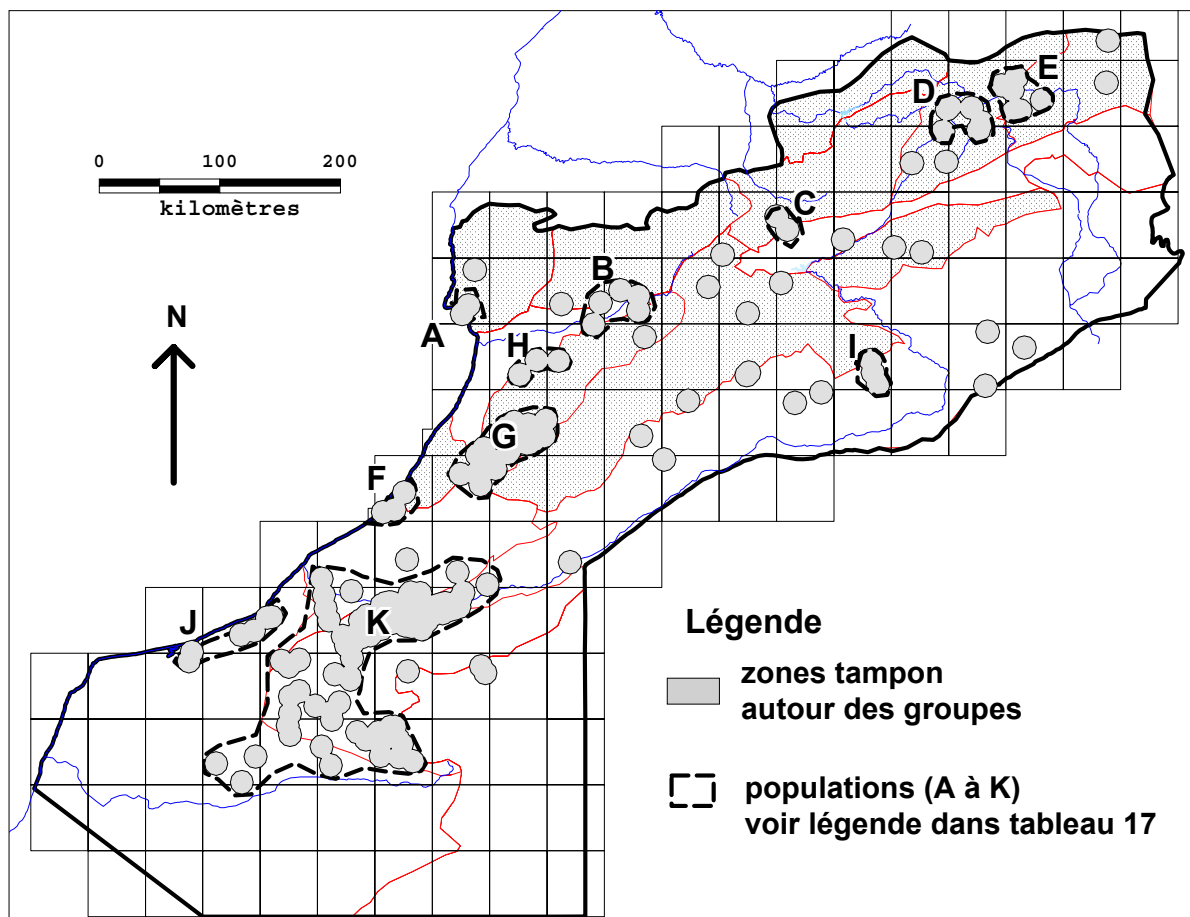 E
D
0 100 200
kilomètres
C
B
N
A
H
I
G
F
J
K
Légende
zones tampon
autour des groupes
populations (A à K)
voir légende dans tableau 17